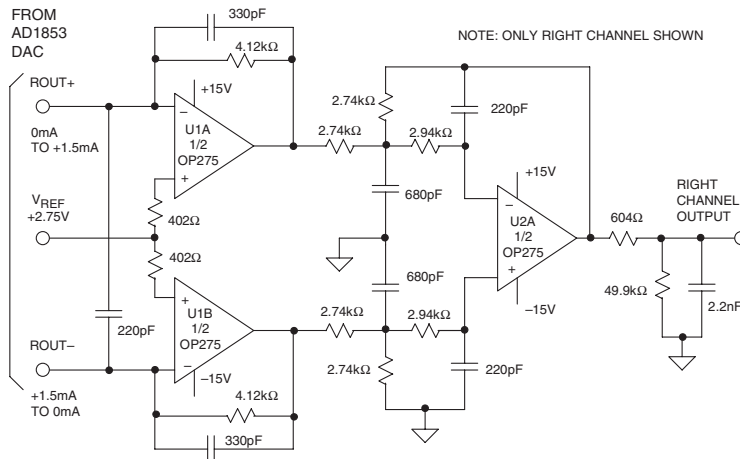 FROM
AD1853
DAC
330pF
4.12kΩ
NOTE: ONLY RIGHT CHANNEL SHOWN
ROUT+
0mA
TO +1.5mA
+15V
−
U1A
1/2
OP275
+
2.74kΩ
2.74kΩ
2.94kΩ
220pF
VREF
+2.75V
402Ω
402Ω
680pF
680pF
+15V
−
U2A
1/2
OP275
+
−15V
604Ω
RIGHT
CHANNEL
OUTPUT
49.9kΩ
2.2nF
+
U1B
1/2
OP275
−
−15V
220pF
2.74kΩ
2.94kΩ
2.74kΩ
220pF
ROUT−
+1.5mA
TO 0mA
4.12kΩ
330pF